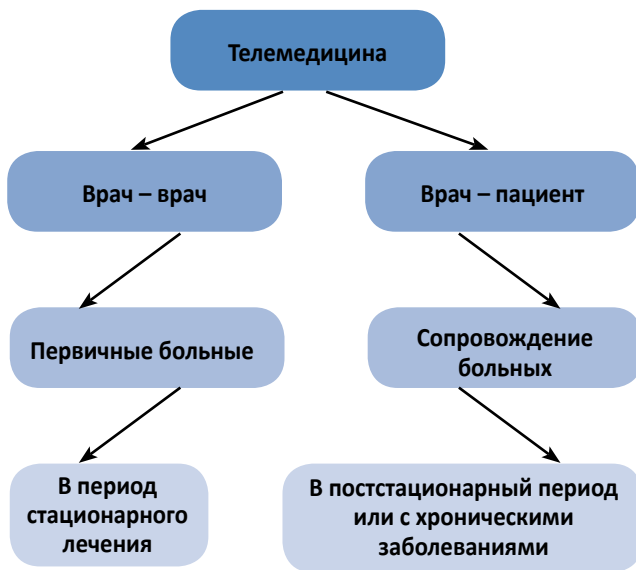 Телемедицина
Врач – врач
Врач – пациент
Первичные больные
Сопровождение
больных
В период
стационарного
лечения
В постстационарный период
или с хроническими
заболеваниями